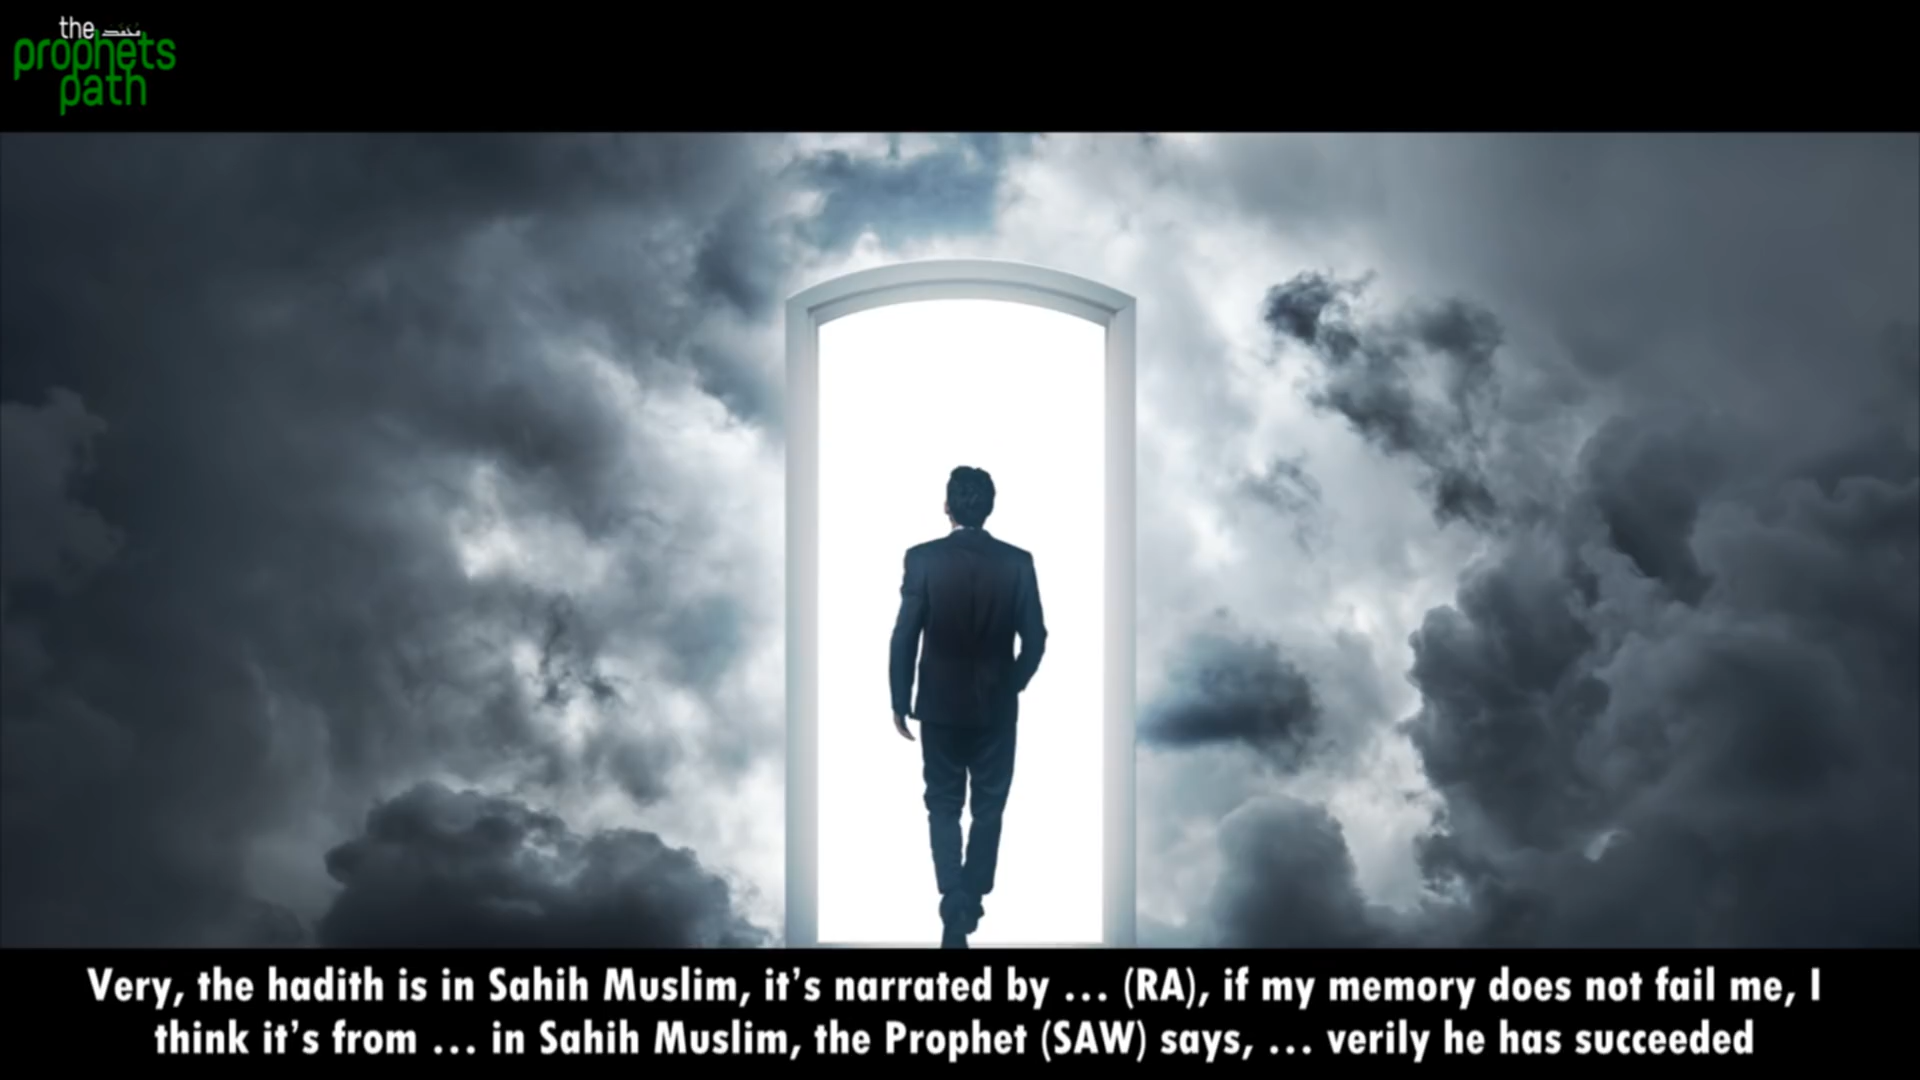 the محمد
prophets
path
Very, the hadith is in Sahih Muslim, it's narrated by ... (RA), if my memory does not fail me, I
think it's from ... in Sahih Muslim, the Prophet (SAW) says, ... verily he has succeeded